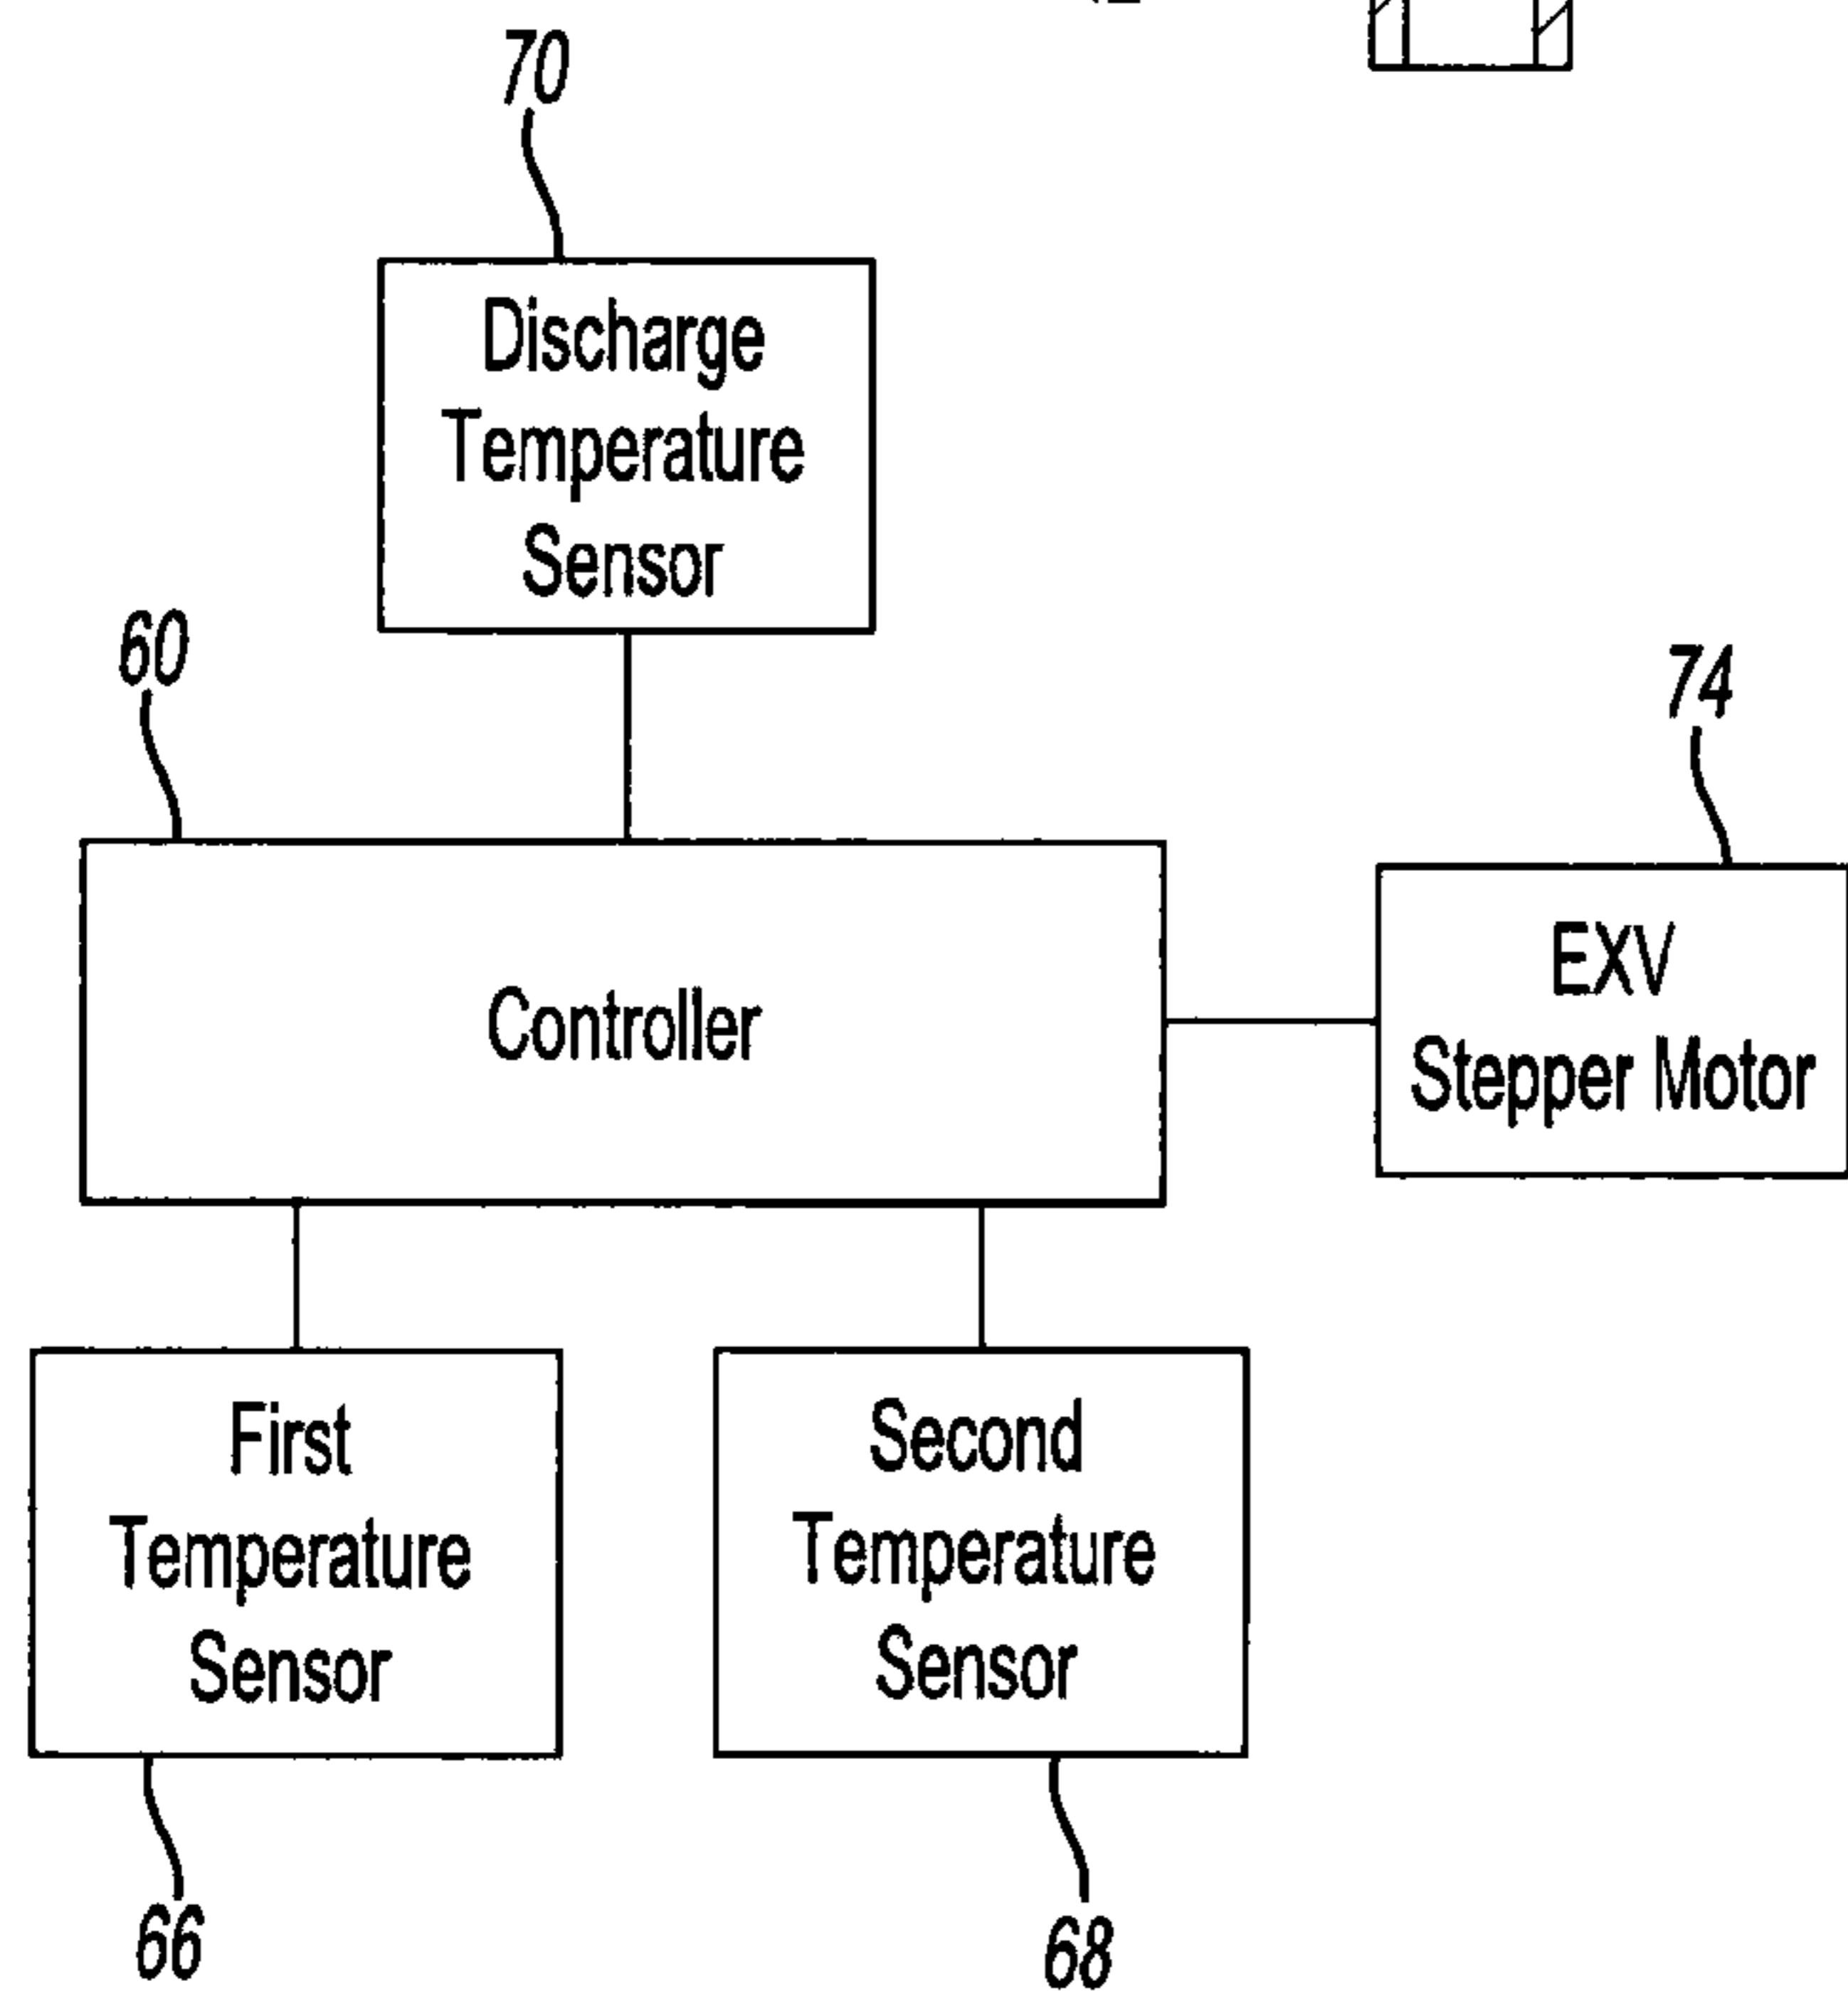 70
Discharge
Temperature
Sensor
60
74
Controller
EXV
Stepper Motor
First
Temperature
Sensor
Second
Temperature
Sensor
66
68